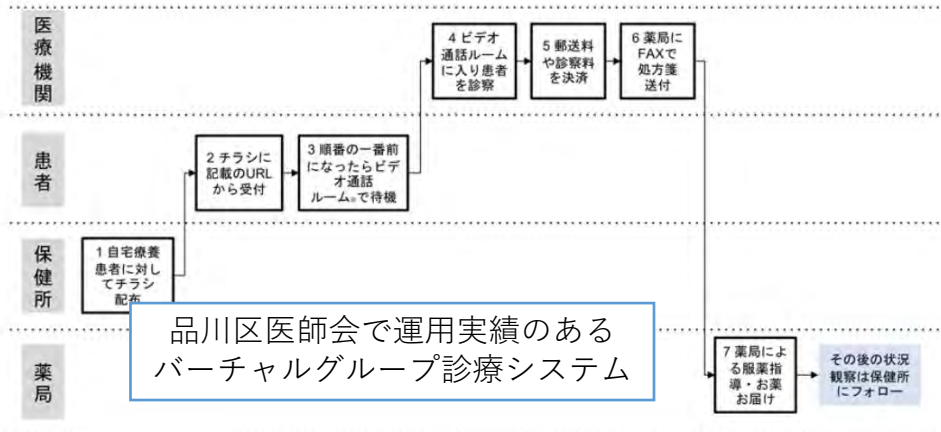 医療機関
4 ビデオ
通話ルーム
に入り患者
を診察
5 郵送料
や診察料
を決済
6 薬局に
FAXで
処方箋
送付
患者
2 チラシに
記載のURL
から受付
3 順番の一番前
になったらビデ
オ通話
ルーム※で待機
保健所
1 自宅療養
患者に対し
てチラシ
配布
品川区医師会で運用実績のある
バーチャルグループ診療システム
薬局
7 薬局によ
る服薬指
導・お薬
お届け
その後の状況
観察は保健所
にフォロー